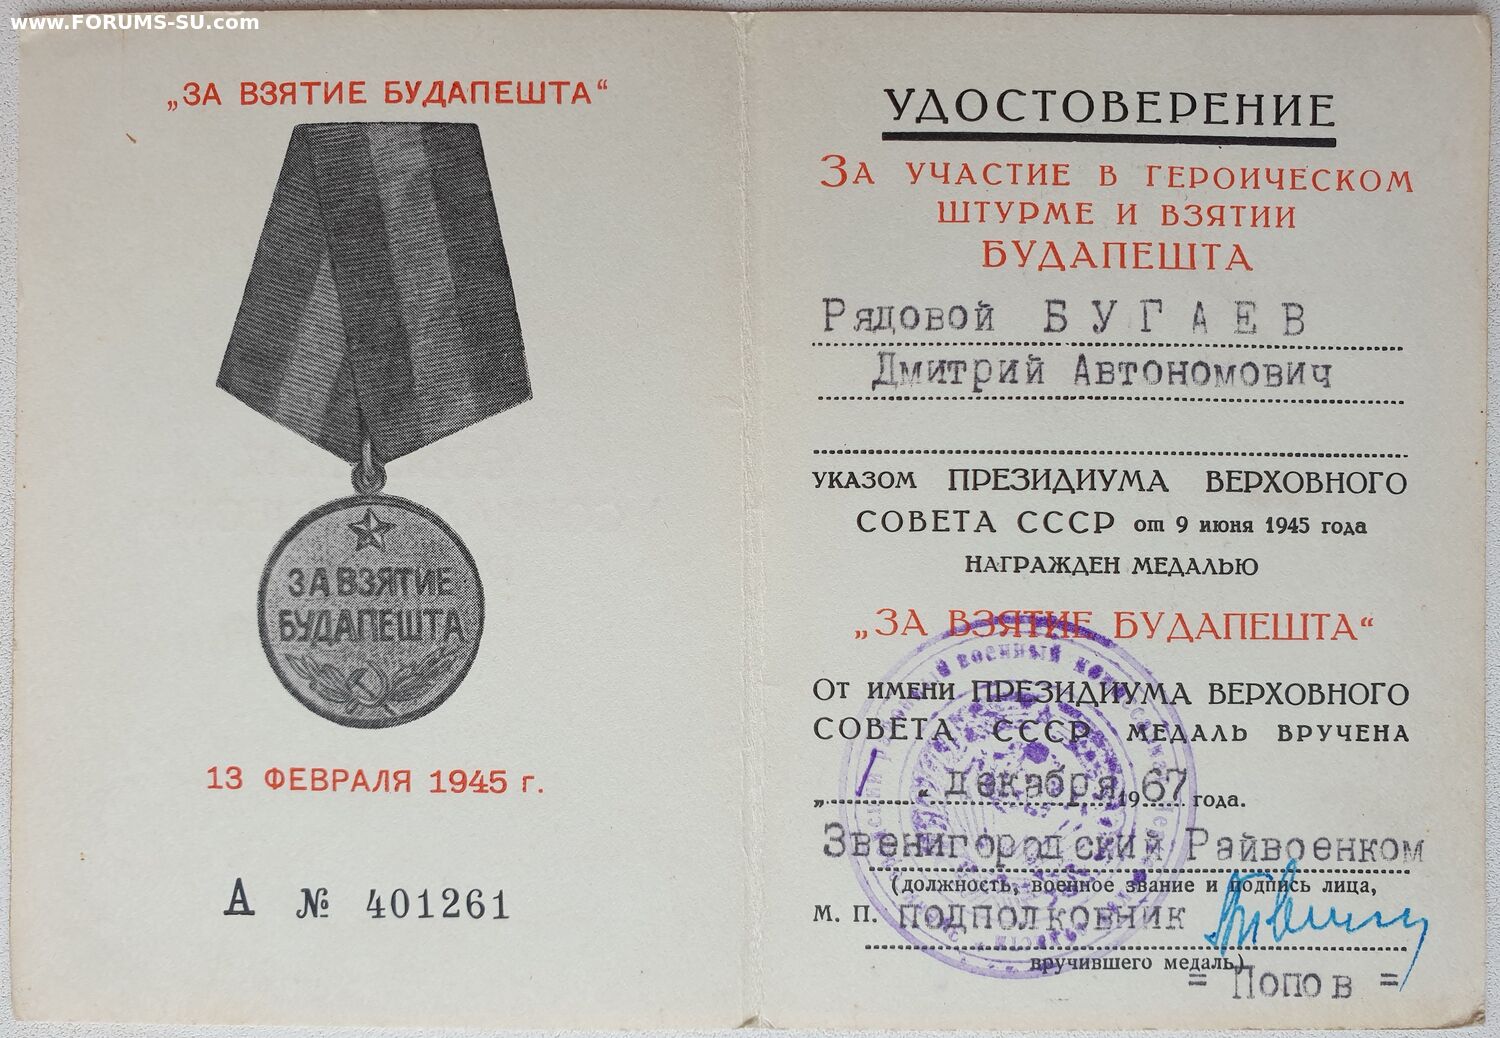 www.FORUMS-SU.com
„ЗА ВЗЯТИЕ БУДАПЕШТА“
ЗА ВЗЯТИЕ
БУДАПЕШТА
13 ФЕВРАЛЯ 1945 г.
А № 401261
УДОСТОВЕРЕНИЕ
ЗА УЧАСТИЕ В ГЕРОИЧЕСКОМ
ШТУРМЕ И ВЗЯТИИ
БУДАПЕШТА
Рядовой БУГАЕВ
Дмитрий Автономович
УКАЗОМ ПРЕЗИДИУМА ВЕРХОВНОГО
СОВЕТА СССР от 9 июня 1945 года
НАГРАЖДЕН МЕДАЛЬЮ
„ЗА ВЗЯТИЕ БУДАПЕШТА“
ОТ ИМЕНИ ПРЕЗИДИУМА ВЕРХОВНОГО
СОВЕТА СССР МЕДАЛЬ ВРУЧЕНА
„ “ декабря 1967 года.
Звенигородский Райвоенком
(должность, военное звание и подпись лица,
М. П. подполковник
вручившего медаль)
= Попов =
военный